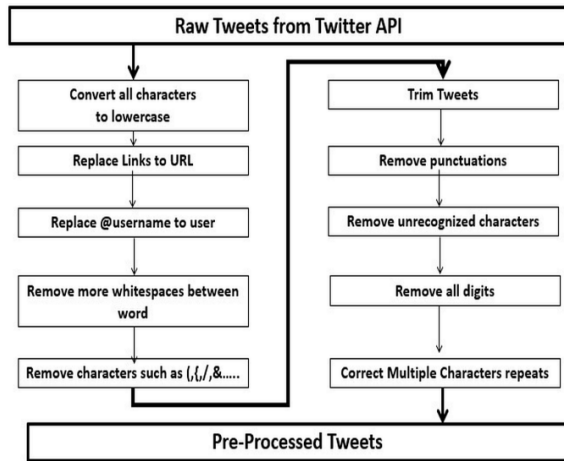 Raw Tweets from Twitter API
Convert all characters
to lowercase
Replace Links to URL
Replace @username to user
Remove more whitespaces between
word
Remove characters such as (,{,/,&.....
Trim Tweets
Remove punctuations
Remove unrecognized characters
Remove all digits
Correct Multiple Characters repeats
Pre-Processed Tweets